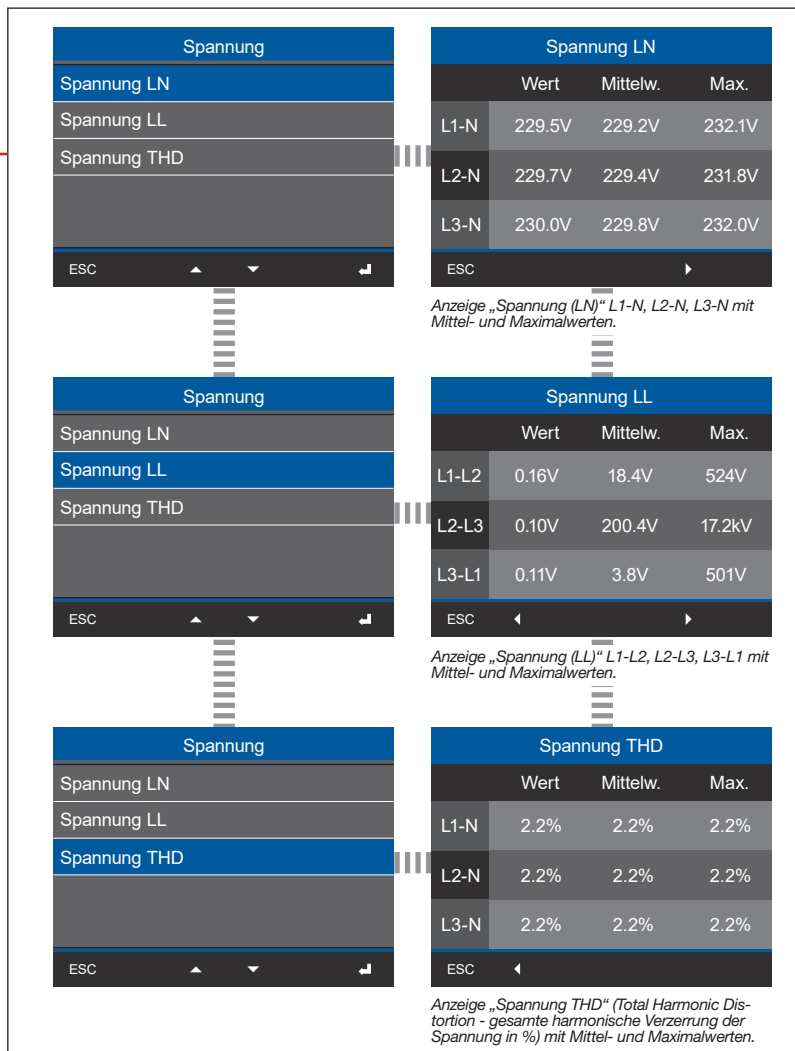 Spannung
Spannung LN
Spannung LL
Spannung THD
ESC
Spannung LN
Wert Mittelw. Max.
L1-N 229.5V 229.2V 232.1V
L2-N 229.7V 229.4V 231.8V
L3-N 230.0V 229.8V 232.0V
ESC
Anzeige „Spannung (LN)“ L1-N, L2-N, L3-N mit
Mittel- und Maximalwerten.
Spannung
Spannung LN
Spannung LL
Spannung THD
ESC
Spannung LL
Wert Mittelw. Max.
L1-L2 0.16V 18.4V 524V
L2-L3 0.10V 200.4V 17.2kV
L3-L1 0.11V 3.8V 501V
ESC
Anzeige „Spannung (LL)“ L1-L2, L2-L3, L3-L1 mit
Mittel- und Maximalwerten.
Spannung
Spannung LN
Spannung LL
Spannung THD
ESC
Spannung THD
Wert Mittelw. Max.
L1-N 2.2% 2.2% 2.2%
L2-N 2.2% 2.2% 2.2%
L3-N 2.2% 2.2% 2.2%
ESC
Anzeige „Spannung THD“ (Total Harmonic Dis-
tortion - gesamte harmonische Verzerrung der
Spannung in %) mit Mittel- und Maximalwerten.